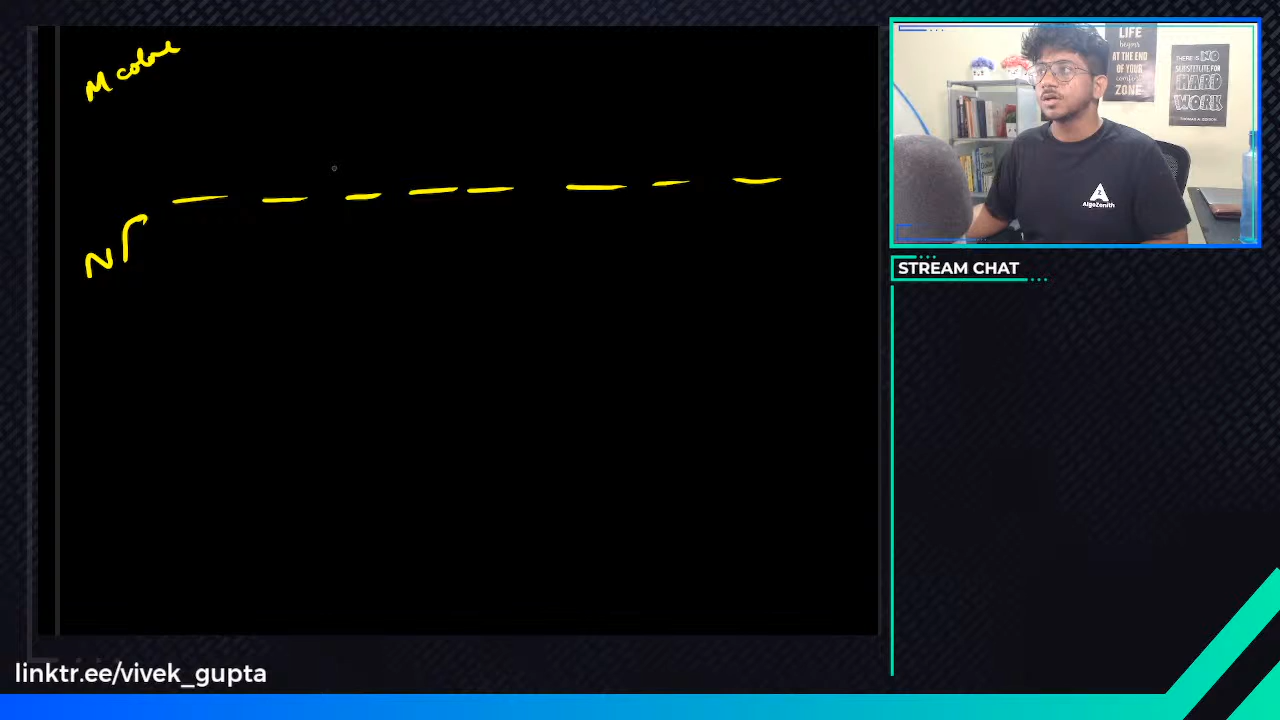 M colour
N
LIFE
begins
AT THE END
OF YOUR
comfort
ZONE
THERE IS NO
SUBSTITUTE FOR
HARD
WORK
AlgoZenith
STREAM CHAT
linktr.ee/vivek_gupta